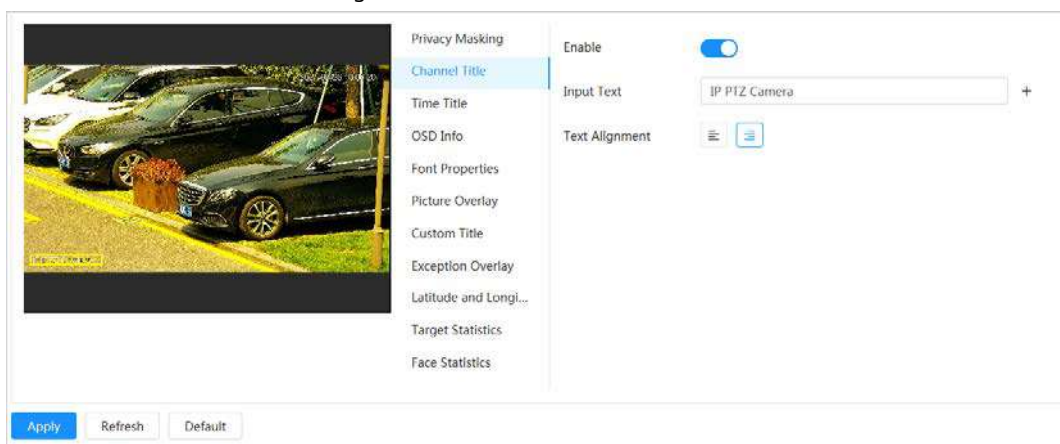 Privacy Masking
Channel Title
Time Title
OSD Info
Font Properties
Picture Overlay
Custom Title
Exception Overlay
Latitude and Longi...
Target Statistics
Face Statistics
Enable
Input Text
IP PTZ Camera
+
Text Alignment
Apply
Refresh
Default